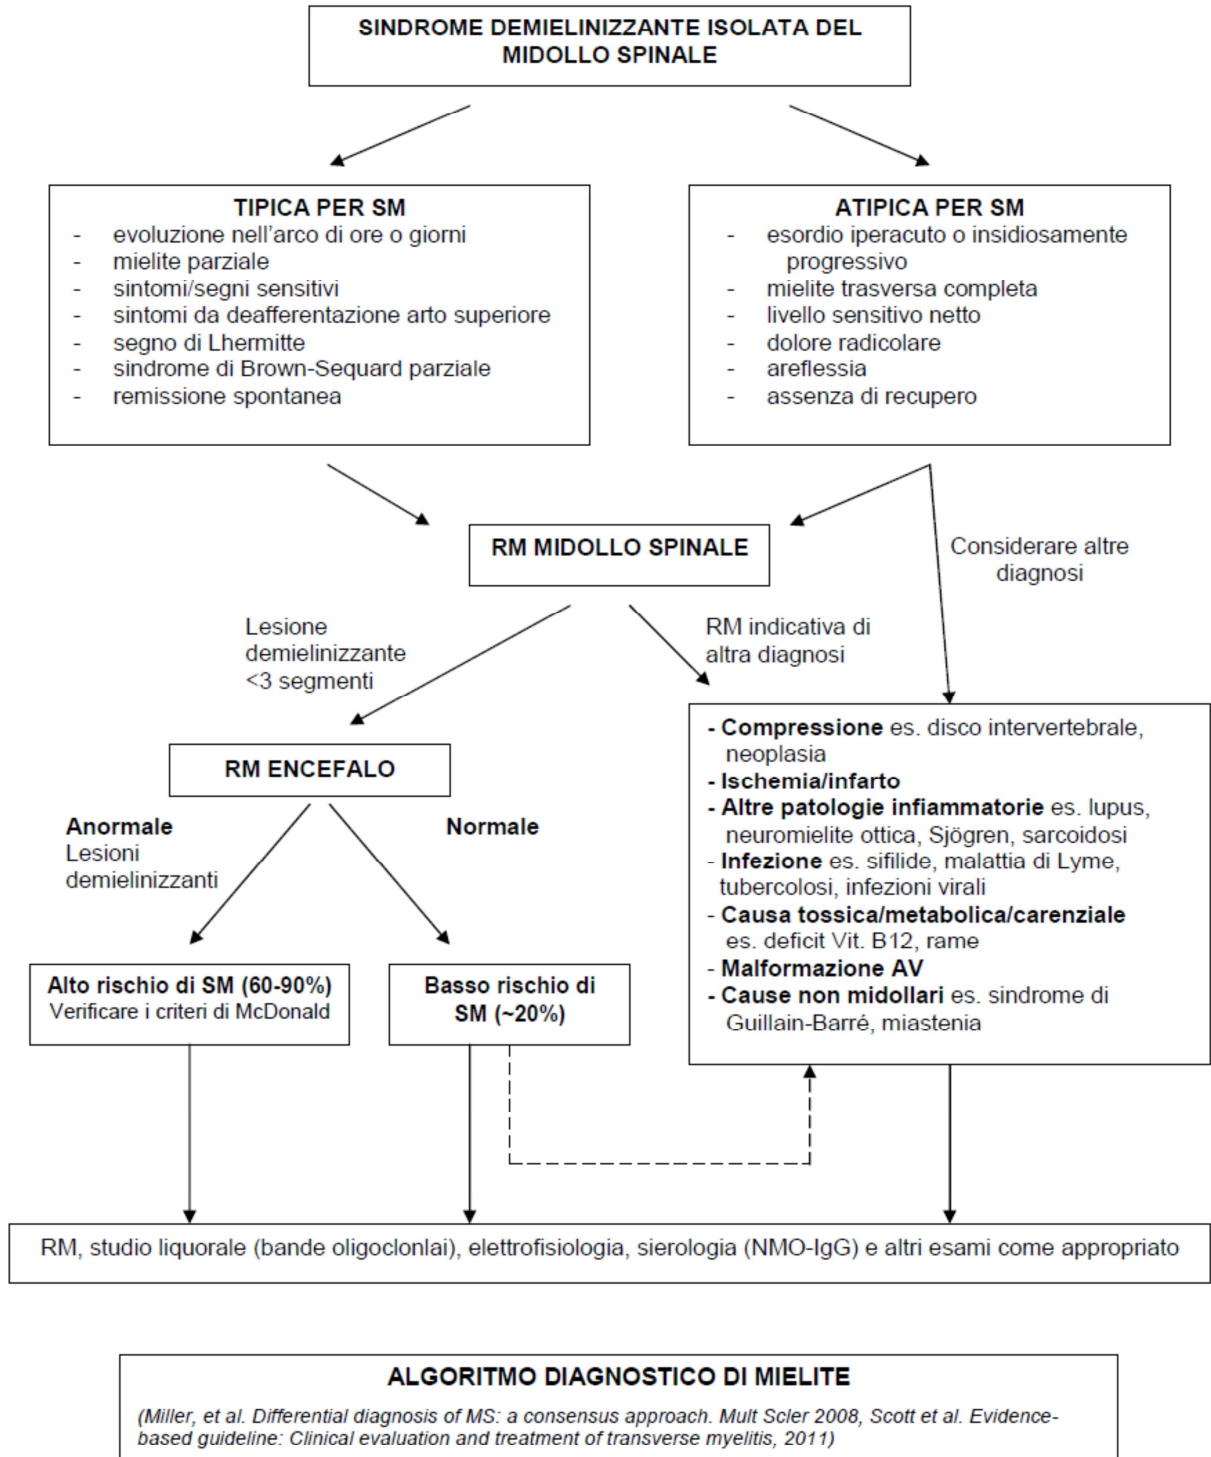 SINDROME DEMIELINIZZANTE ISOLATA DEL
MIDOLLO SPINALE
TIPICA PER SM
- evoluzione nell'arco di ore o giorni
- mielite parziale
- sintomi/segni sensitivi
- sintomi da deafferentazione arto superiore
- segno di Lhermitte
- sindrome di Brown-Sequard parziale
- remissione spontanea
ATIPICA PER SM
- esordio iperacuto o insidiosamente
progressivo
- mielite trasversa completa
- livello sensitivo netto
- dolore radicolare
- areflessia
- assenza di recupero
RM MIDOLLO SPINALE
Considerare altre
diagnosi
Lesione
demielinizzante
<3 segmenti
RM indicativa di
altra diagnosi
RM ENCEFALO
Anormale
Lesioni
demielinizzanti
Normale
- Compressione es. disco intervertebrale,
neoplasia
- Ischemia/infarto
- Altre patologie infiammatorie es. lupus,
neuromielite ottica, Sjögren, sarcoidosi
- Infezione es. sifilide, malattia di Lyme,
tubercolosi, infezioni virali
- Causa tossica/metabolica/carenziale
es. deficit Vit. B12, rame
- Malformazione AV
- Cause non midollari es. sindrome di
Guillain-Barré, miastenia
Alto rischio di SM (60-90%)
Verificare i criteri di McDonald
Basso rischio di
SM (~20%)
RM, studio liquorale (bande oligoclonlai), elettrofisiologia, sierologia (NMO-IgG) e altri esami come appropriato
ALGORITMO DIAGNOSTICO DI MIELITE
(Miller, et al. Differential diagnosis of MS: a consensus approach. Mult Scler 2008, Scott et al. Evidence-
based guideline: Clinical evaluation and treatment of transverse myelitis, 2011)